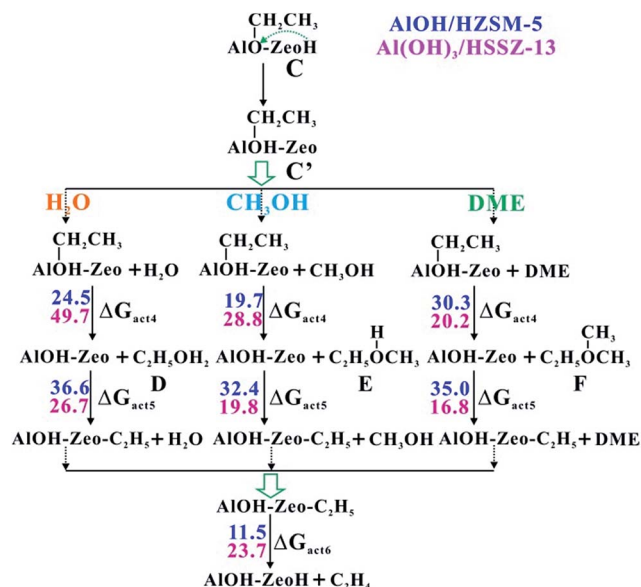 CH₂CH₃
AlO-ZeoH
C
AlOH/HZSM-5
Al(OH)₃/HSSZ-13
CH₂CH₃
AlOH-Zeo
C’
H₂O
CH₃OH
DME
CH₂CH₃
AlOH-Zeo + H₂O
CH₂CH₃
AlOH-Zeo + CH₃OH
CH₂CH₃
AlOH-Zeo + DME
24.5
49.7
ΔGact4
19.7
28.8
ΔGact4
30.3
20.2
ΔGact4
AlOH-Zeo + C₂H₅OH₂
D
H
AlOH-Zeo + C₂H₅OCH₃
E
CH₃
AlOH-Zeo + C₂H₅OCH₃
F
36.6
26.7
ΔGact5
32.4
19.8
ΔGact5
35.0
16.8
ΔGact5
AlOH-Zeo-C₂H₅ + H₂O
AlOH-Zeo-C₂H₅ + CH₃OH
AlOH-Zeo-C₂H₅ + DME
AlOH-Zeo-C₂H₅
11.5
23.7
ΔGact6
AlOH-ZeoH + C₂H₄